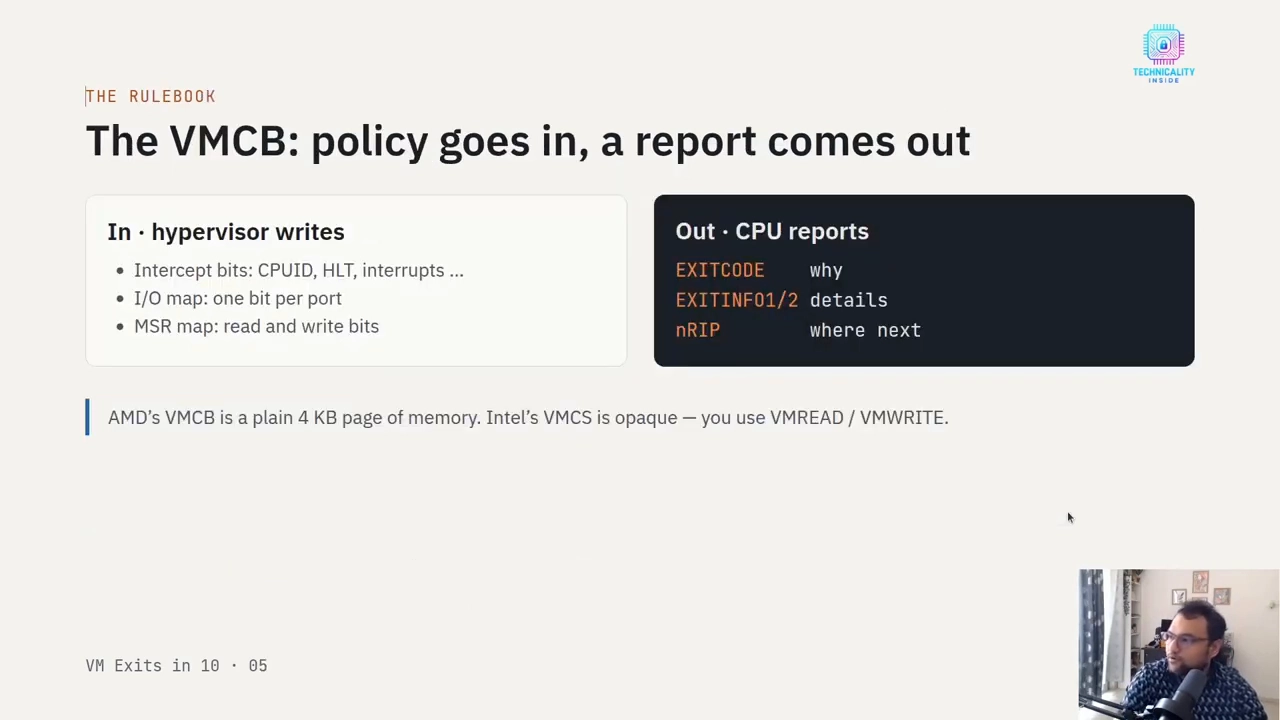 TECHNICALITY
INSIDE
THE RULEBOOK
The VMCB: policy goes in, a report comes out
In · hypervisor writes
• Intercept bits: CPUID, HLT, interrupts ...
• I/O map: one bit per port
• MSR map: read and write bits
Out · CPU reports
EXITCODE why
EXITINFO1/2 details
nRIP where next
AMD’s VMCB is a plain 4 KB page of memory. Intel’s VMCS is opaque — you use VMREAD / VMWRITE.
VM Exits in 10 · 05